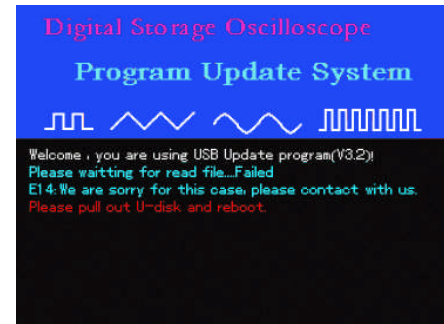 Digital Storage Oscilloscope
Program Update System
Welcome , you are using USB Update program(V3.2)!
Please waitting for read file....Failed
E14:We are sorry for this case, please contact with us.
Please pull out U-disk and reboot.